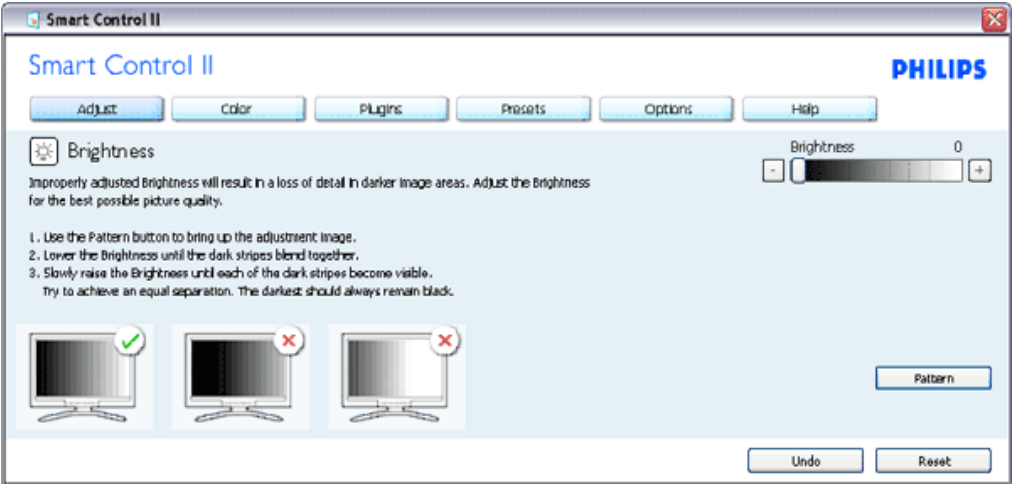 Smart Control II
Smart Control II
PHILIPS
Adjust Color Plugins Presets Options Help
Brightness
Brightness 0
- +
Improperly adjusted Brightness will result in a loss of detail in darker image areas. Adjust the Brightness
for the best possible picture quality.
1. Use the Pattern button to bring up the adjustment image.
2. Lower the Brightness until the dark stripes blend together.
3. Slowly raise the Brightness until each of the dark stripes become visible.
Try to achieve an equal separation. The darkest should always remain black.
Pattern
Undo Reset